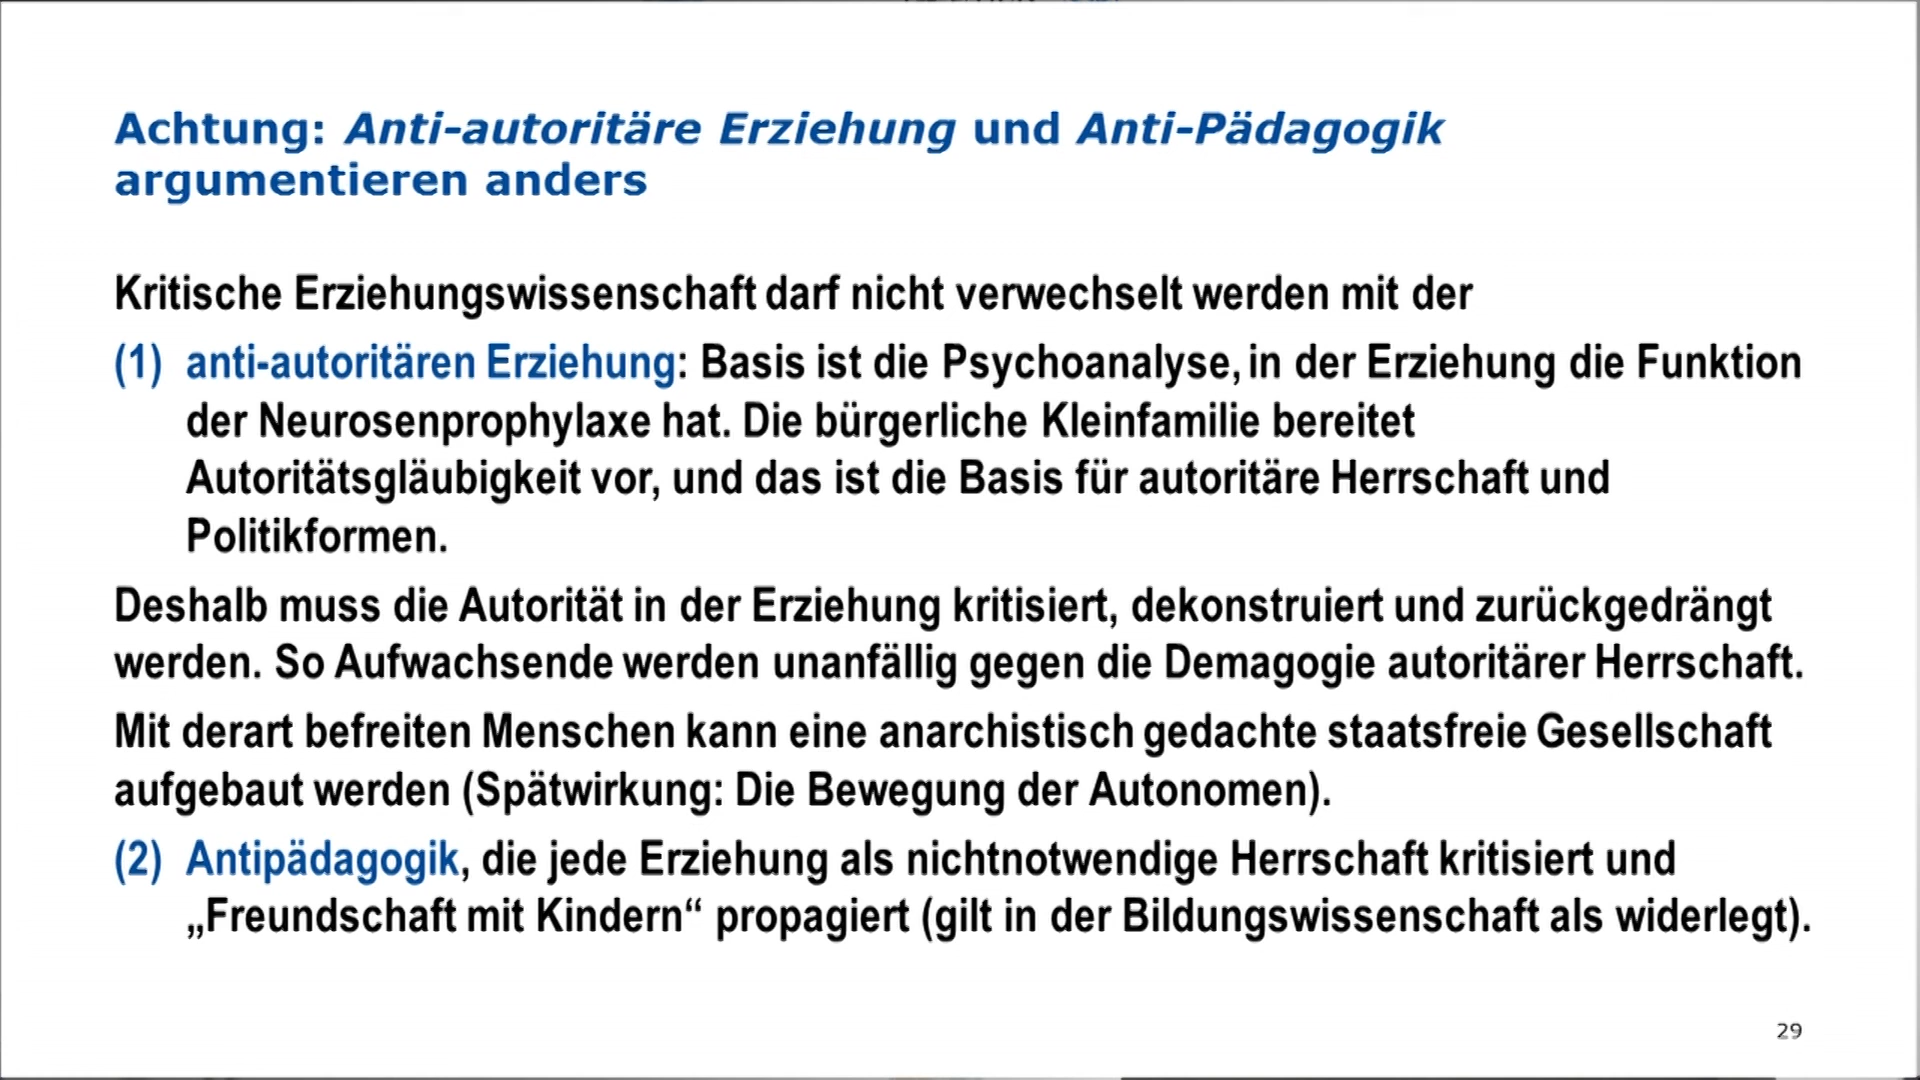 Achtung: Anti-autoritäre Erziehung und Anti-Pädagogik
argumentieren anders
Kritische Erziehungswissenschaft darf nicht verwechselt werden mit der
(1) anti-autoritären Erziehung: Basis ist die Psychoanalyse, in der Erziehung die Funktion
der Neurosenprophylaxe hat. Die bürgerliche Kleinfamilie bereitet
Autoritätsgläubigkeit vor, und das ist die Basis für autoritäre Herrschaft und
Politikformen.
Deshalb muss die Autorität in der Erziehung kritisiert, dekonstruiert und zurückgedrängt
werden. So Aufwachsende werden unanfällig gegen die Demagogie autoritärer Herrschaft.
Mit derart befreiten Menschen kann eine anarchistisch gedachte staatsfreie Gesellschaft
aufgebaut werden (Spätwirkung: Die Bewegung der Autonomen).
(2) Antipädagogik, die jede Erziehung als nichtnotwendige Herrschaft kritisiert und
„Freundschaft mit Kindern“ propagiert (gilt in der Bildungswissenschaft als widerlegt).
29